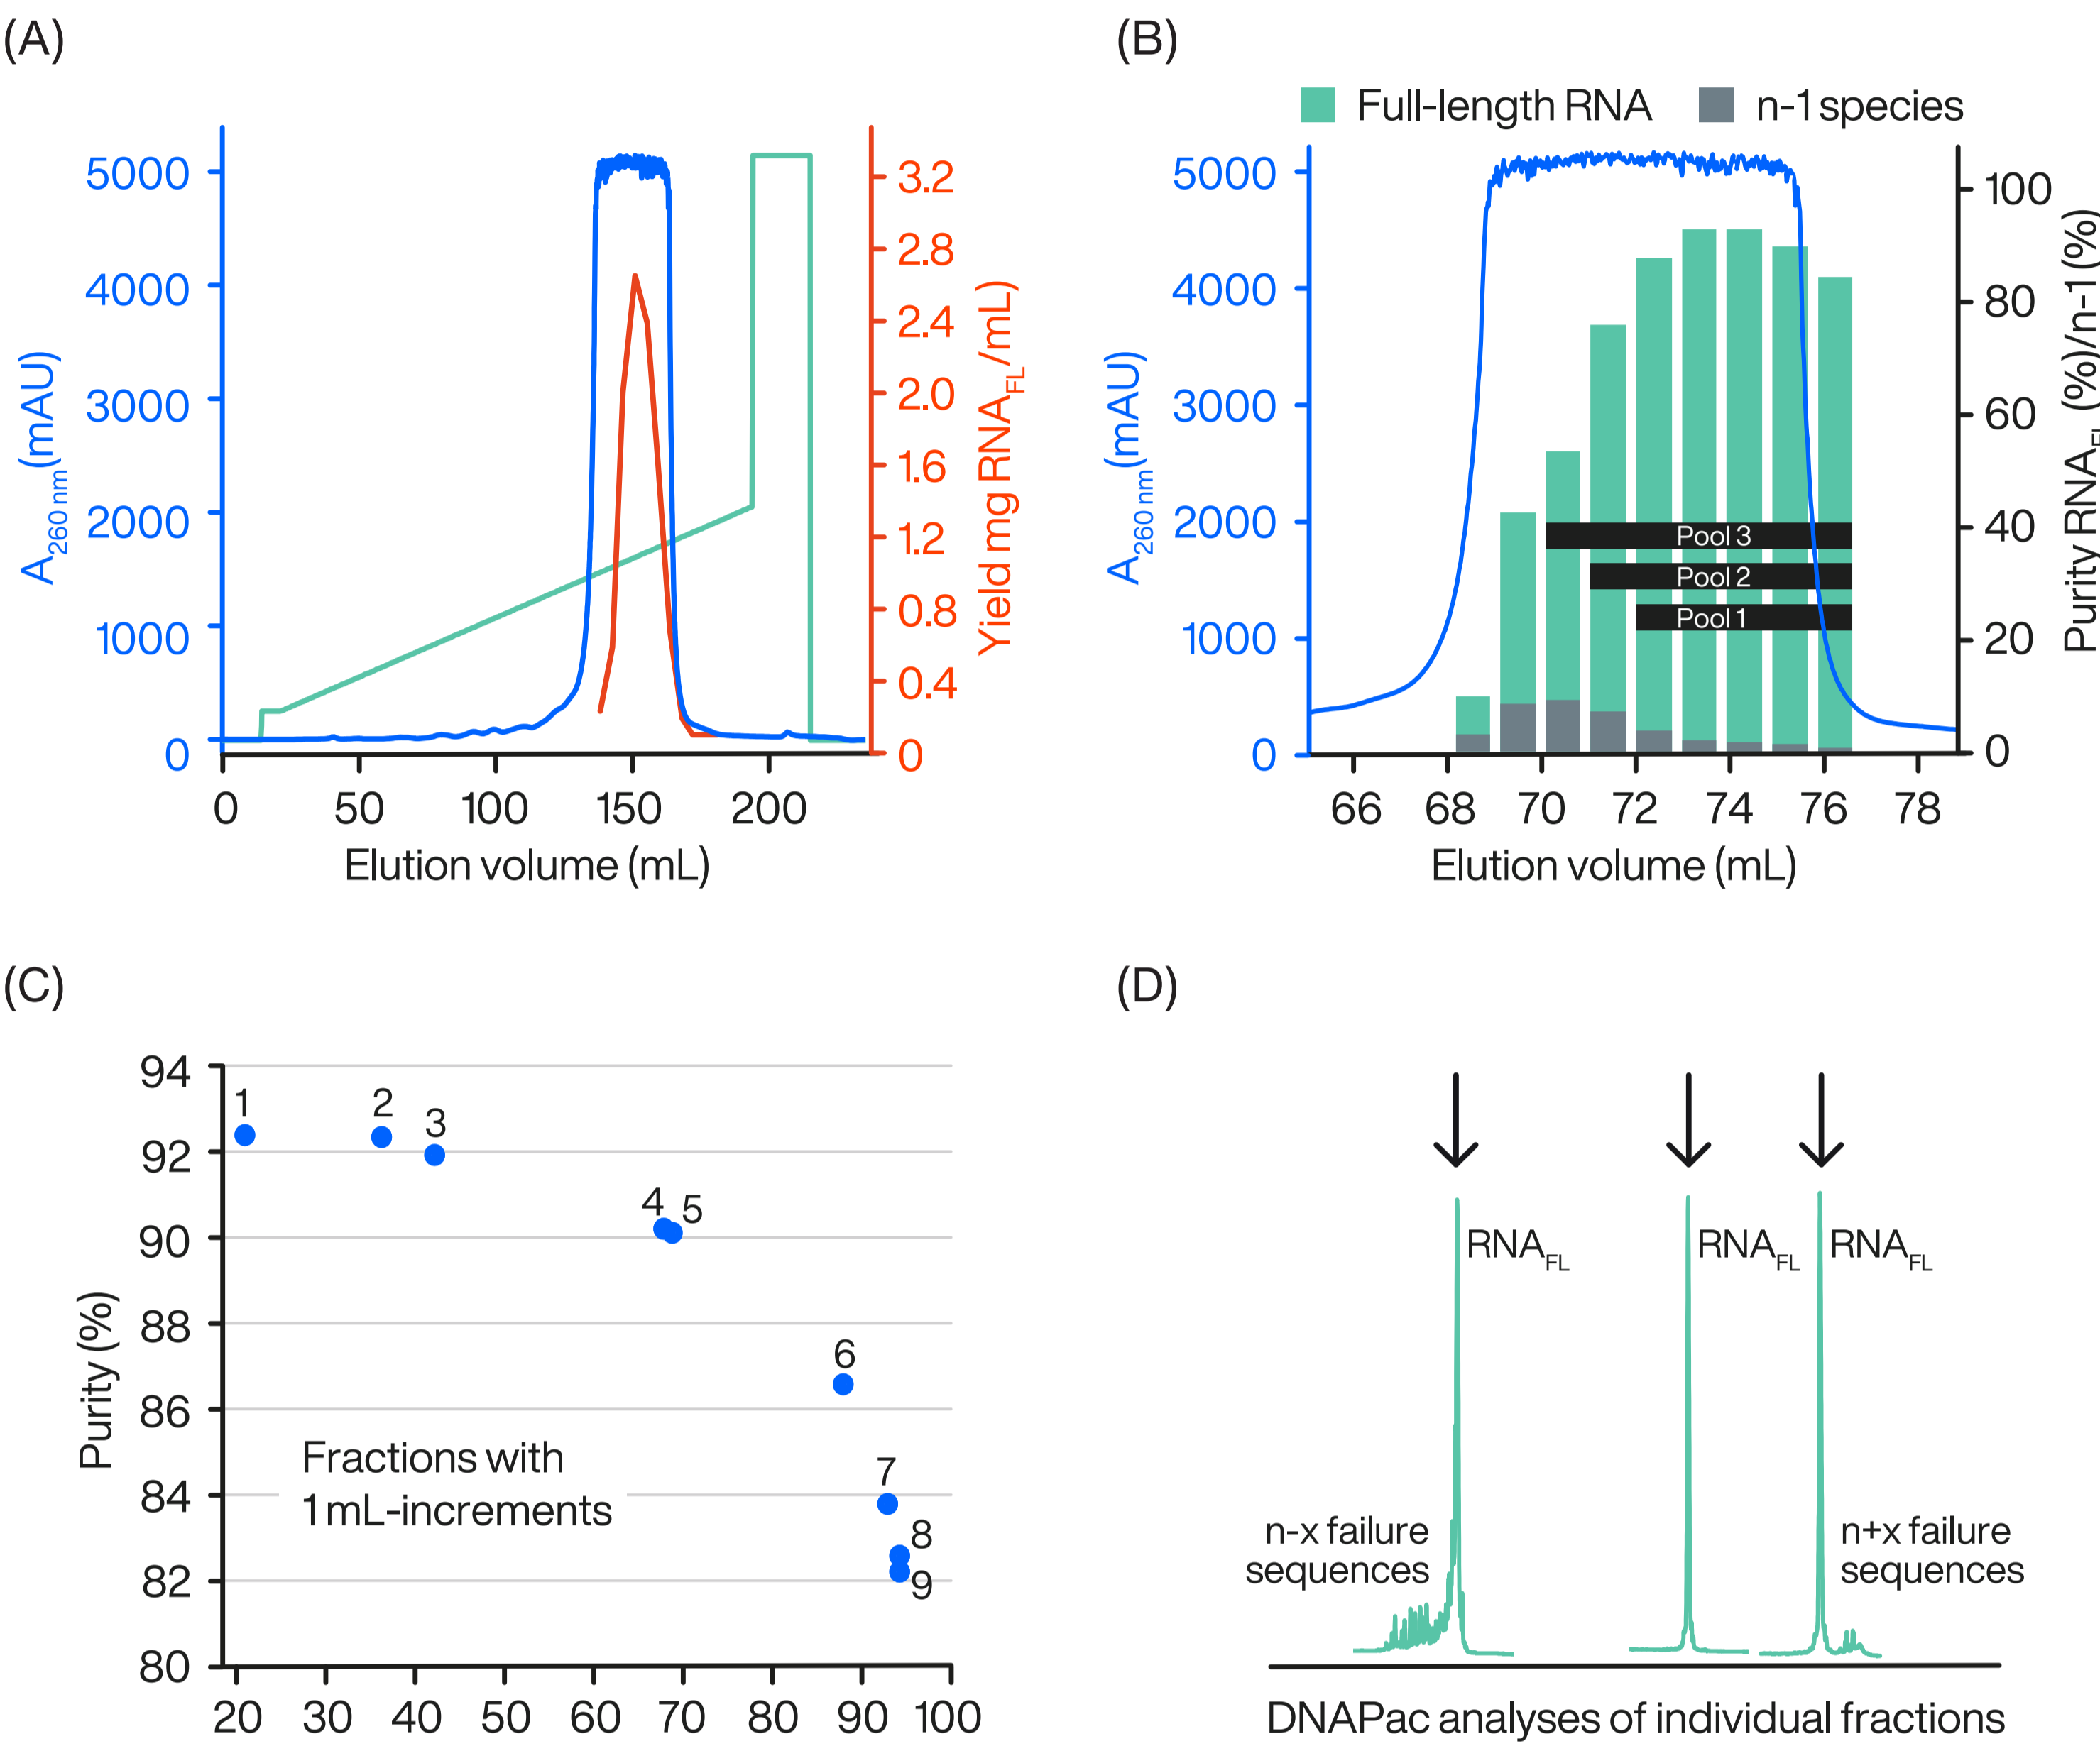 (A)
5000
4000
3000
2000
1000
0
A260 nm (mAU)
3.2
2.8
2.4
2.0
1.6
1.2
0.8
0.4
0
Yield mg RNAFL/mL)
0 50 100 150 200
Elution volume (mL)
(B)
Full-length RNA n-1 species
5000
4000
3000
2000
1000
0
A260 nm (mAU)
Pool 3
Pool 2
Pool 1
100
80
60
40
20
0
Purity RNAFL (%)/n-1 (%)
66 68 70 72 74 76 78
Elution volume (mL)
(C)
94
92
90
88
86
84
82
80
Purity (%)
1
2
3
4
5
6
7
8
9
Fractions with
1 mL-increments
20 30 40 50 60 70 80 90 100
(D)
RNAFL RNAFL RNAFL
n-x failure
sequences
n+x failure
sequences
DNAPac analyses of individual fractions